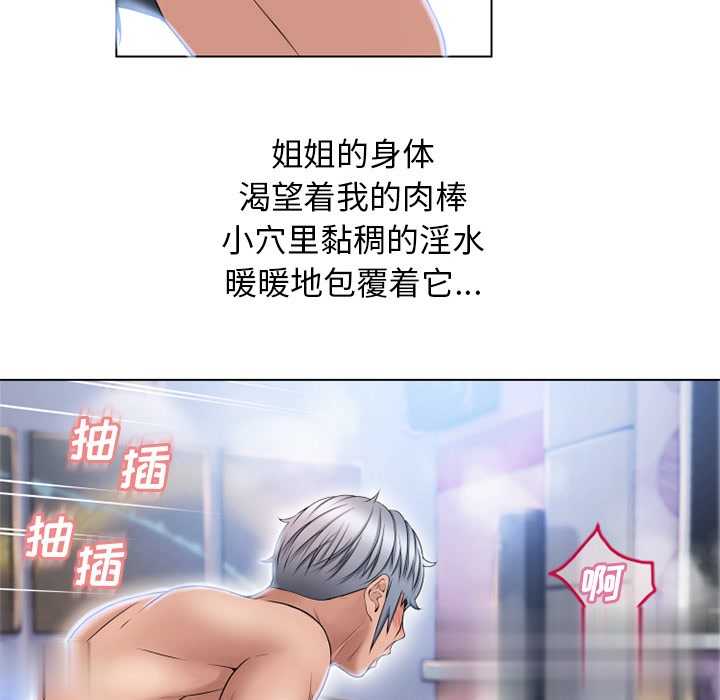 姐姐的身体
渴望着我的肉棒
小穴里黏稠的淫水
暖暖地包覆着它...
抽
插
抽
插
啊